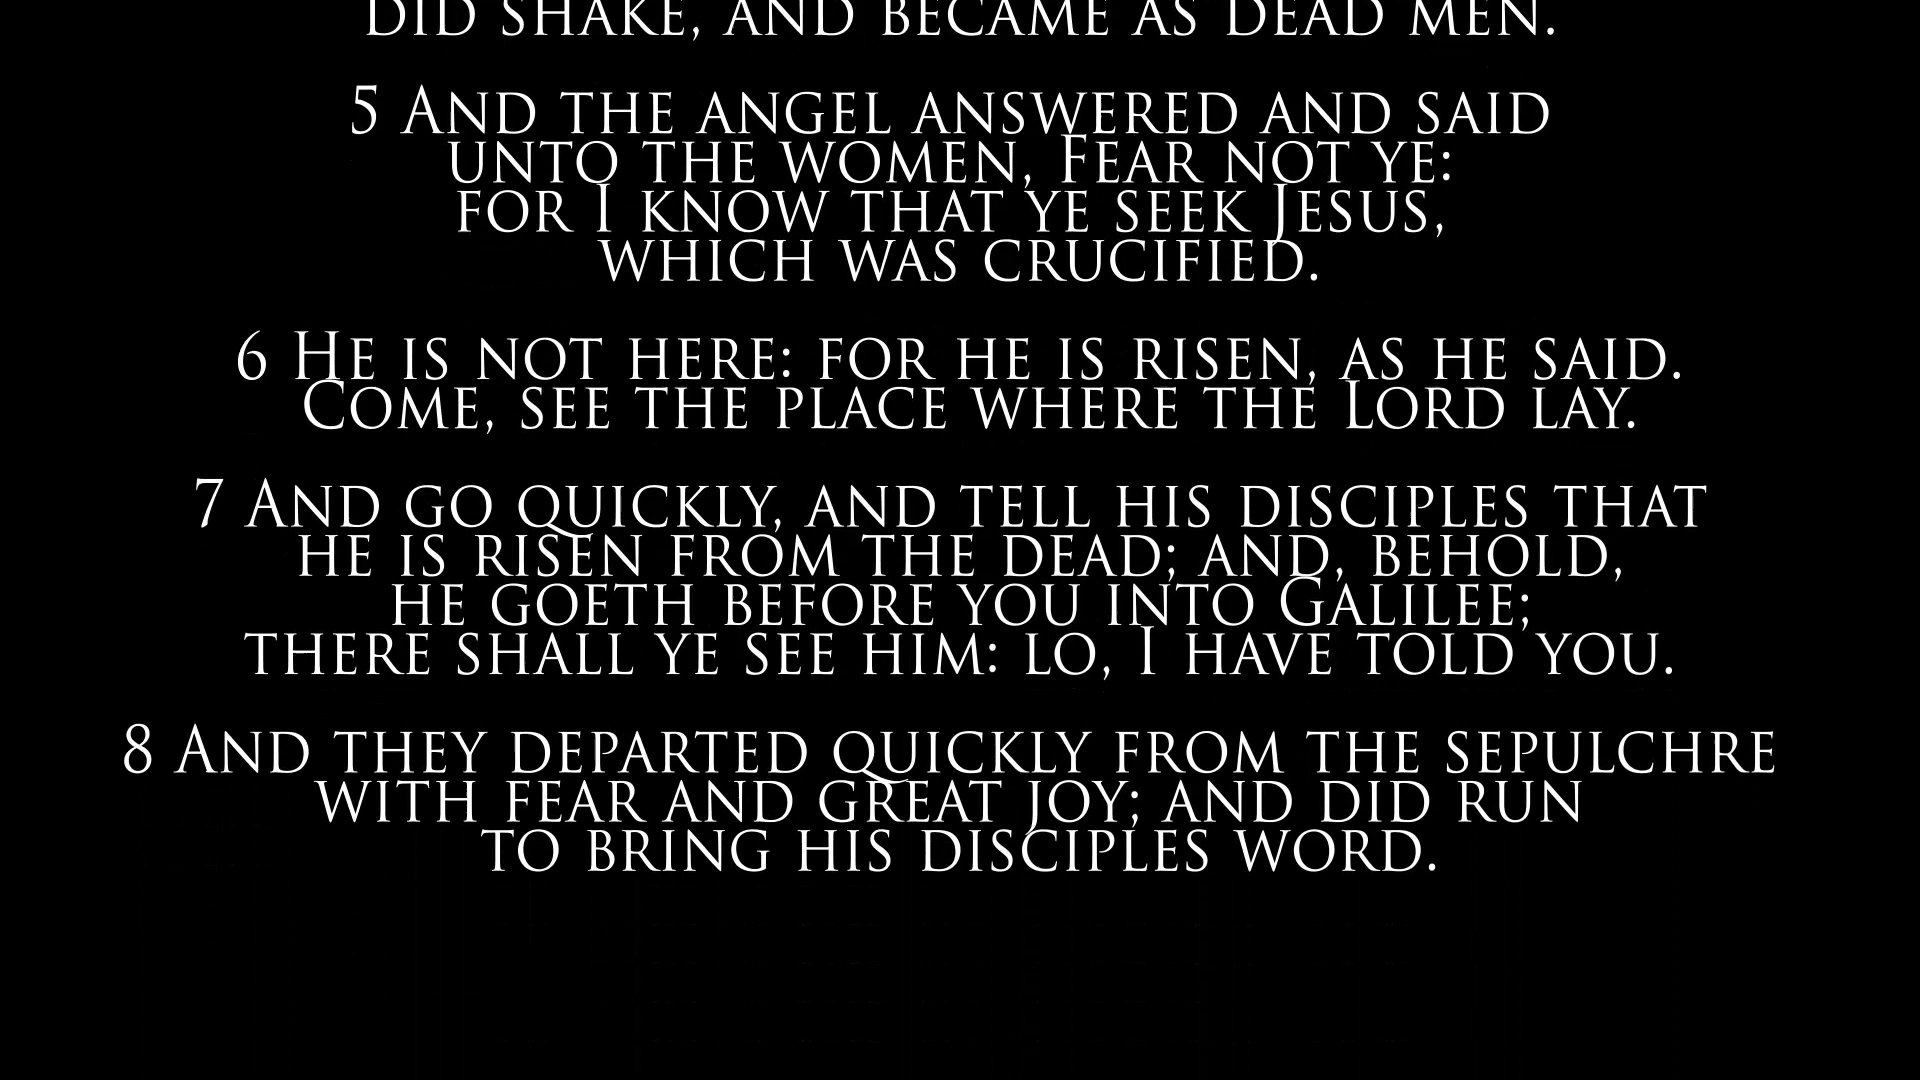 DID SHAKE, AND BECAME AS DEAD MEN.
5 AND THE ANGEL ANSWERED AND SAID
UNTO THE WOMEN, FEAR NOT YE:
FOR I KNOW THAT YE SEEK JESUS,
WHICH WAS CRUCIFIED.
6 HE IS NOT HERE: FOR HE IS RISEN, AS HE SAID.
COME, SEE THE PLACE WHERE THE LORD LAY.
7 AND GO QUICKLY, AND TELL HIS DISCIPLES THAT
HE IS RISEN FROM THE DEAD; AND, BEHOLD,
HE GOETH BEFORE YOU INTO GALILEE;
THERE SHALL YE SEE HIM: LO, I HAVE TOLD YOU.
8 AND THEY DEPARTED QUICKLY FROM THE SEPULCHRE
WITH FEAR AND GREAT JOY; AND DID RUN
TO BRING HIS DISCIPLES WORD.